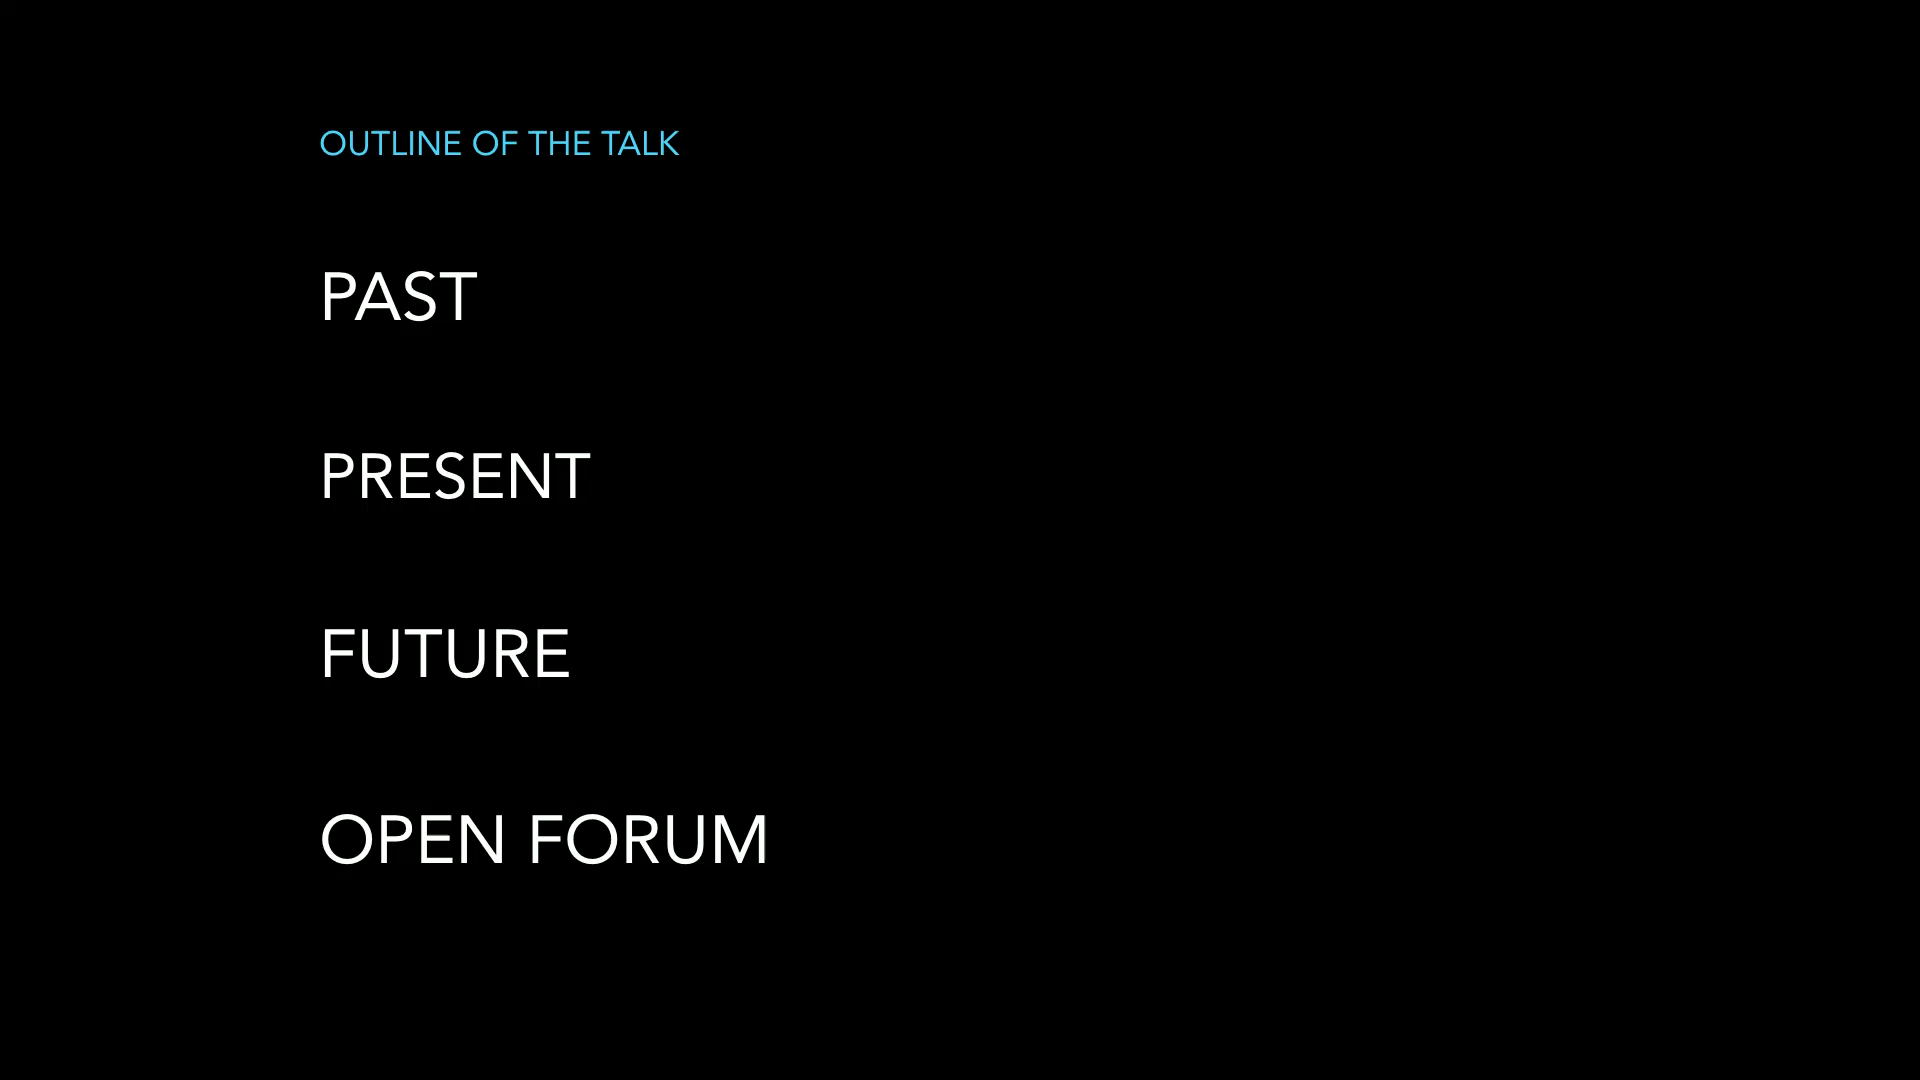 OUTLINE OF THE TALK
PAST
PRESENT
FUTURE
OPEN FORUM